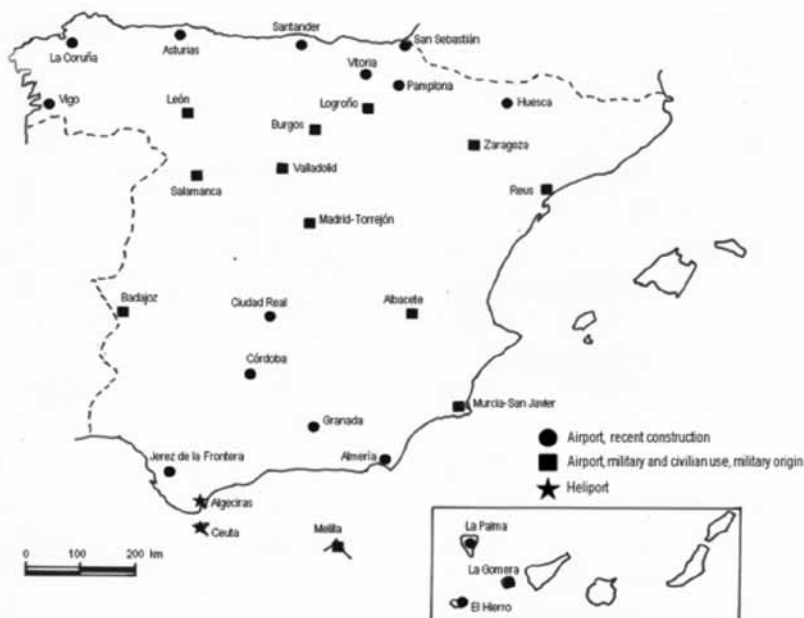 Santander
San Sebastián
La Coruña
Asturias
Vitoria
Pamplona
Vigo
León
Logroño
Huesca
Burgos
Zaragoza
Valladolid
Salamanca
Reus
Madrid-Torrejón
Badajoz
Ciudad Real
Albacete
Córdoba
Murcia-San Javier
Granada
Jerez de la Frontera
Almería
Airport, recent construction
Airport, military and civilian use, military origin
Heliport
Algeciras
Ceuta
Melilla
La Palma
La Gomera
El Hierro
0 100 200
km